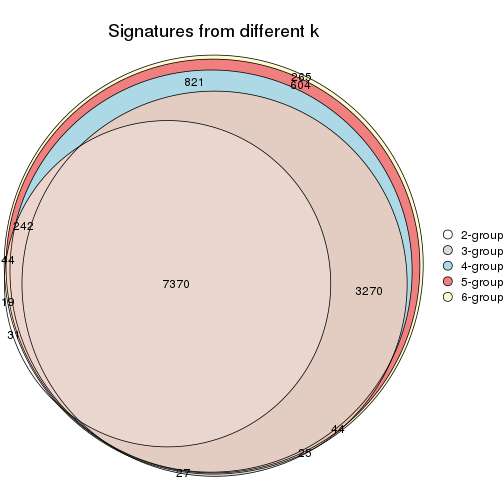 Signatures from different k
265
604
821
242
44
7370
3270
19
31
44
25
27
2-group
3-group
4-group
5-group
6-group